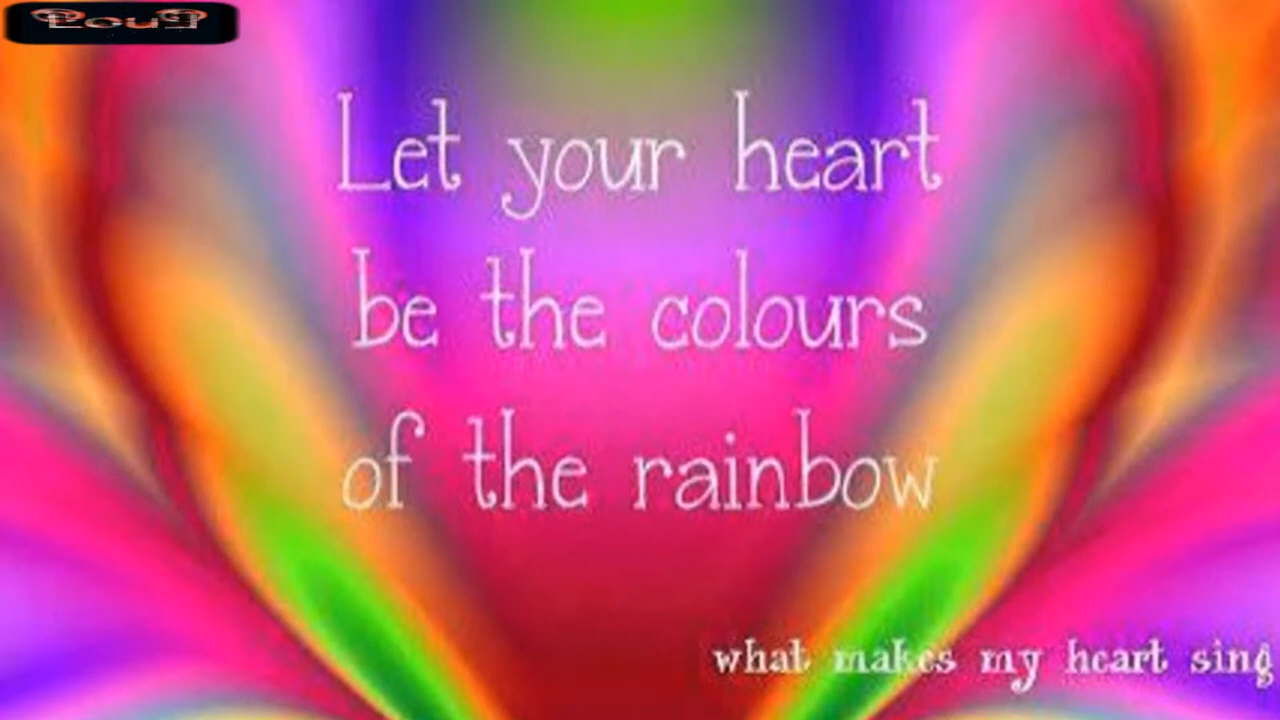 Let your heart
be the colours
of the rainbow
what makes my heart sing